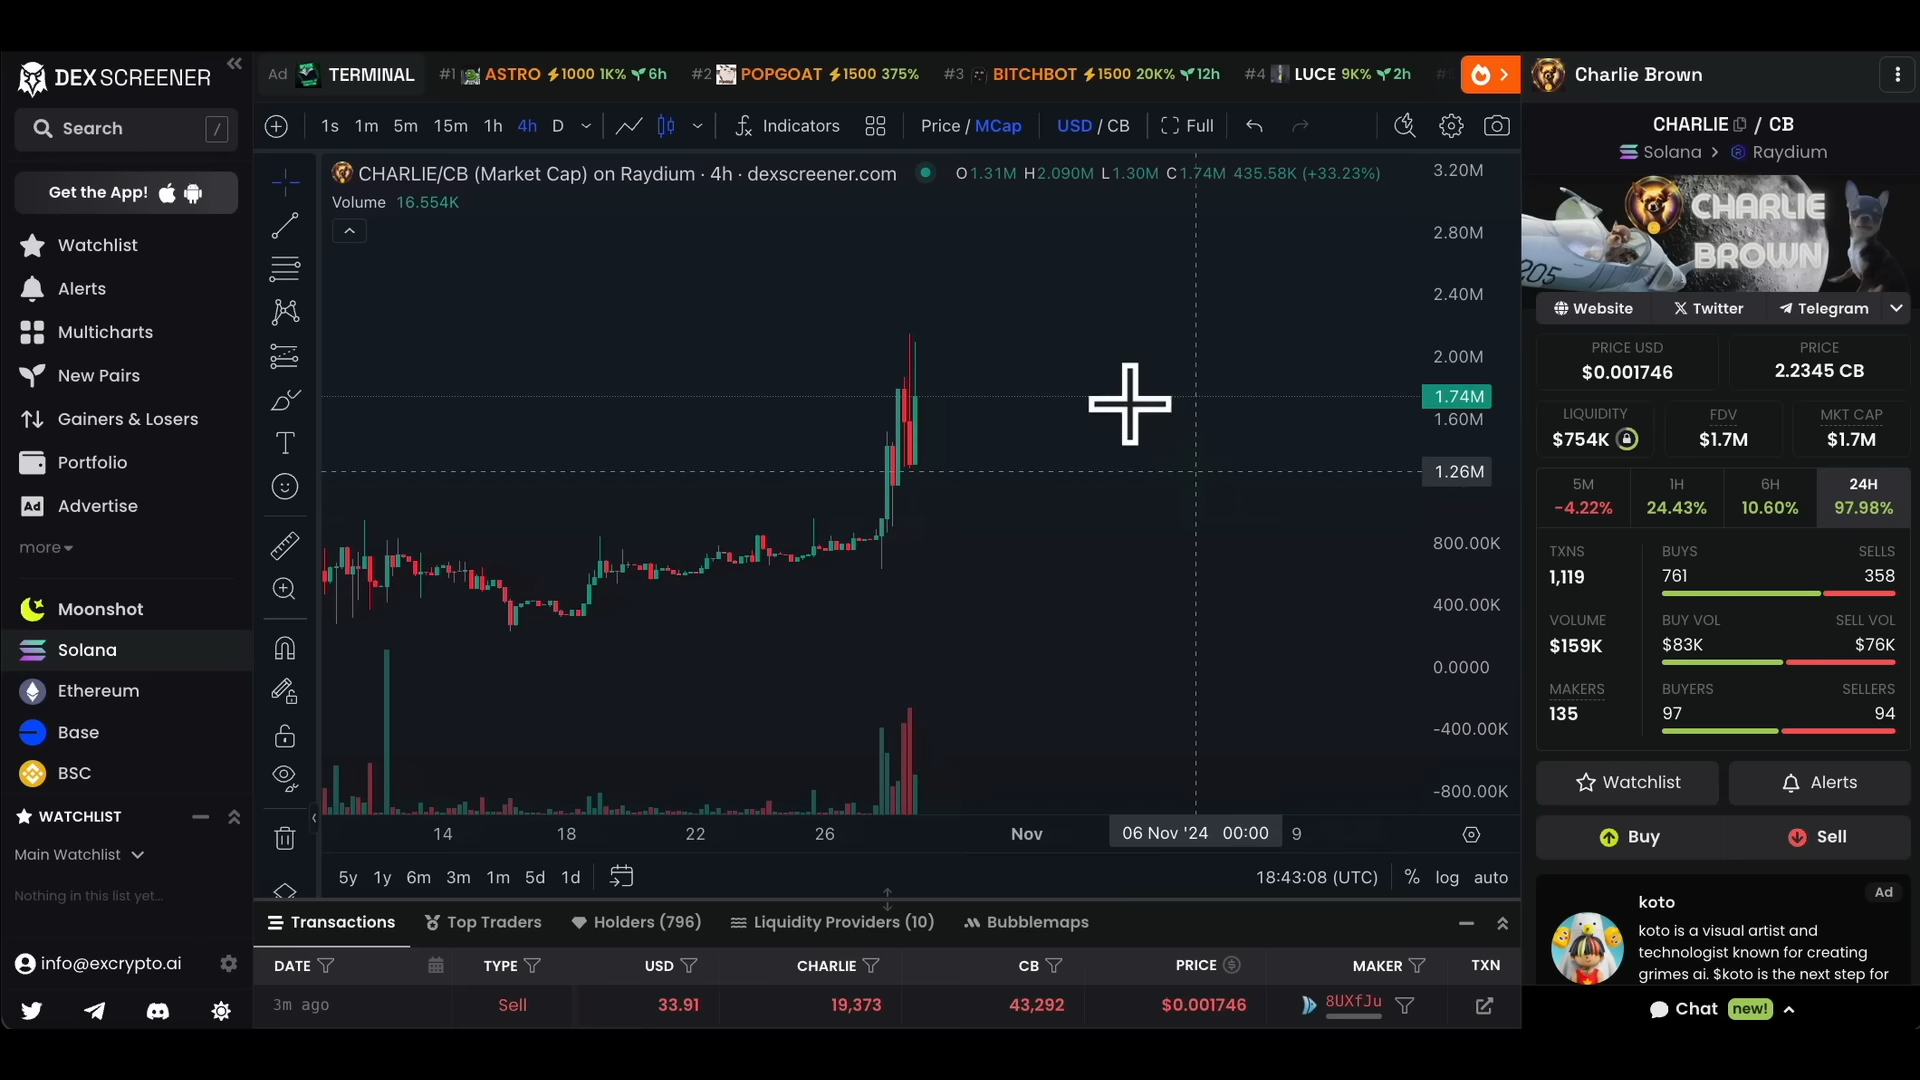 DEX SCREENER
Search /
Get the App!
Watchlist
Alerts
Multicharts
New Pairs
Gainers & Losers
Portfolio
Ad Advertise
more
Moonshot
Solana
Ethereum
Base
BSC
WATCHLIST
Main Watchlist
Nothing in this list yet...
info@excrypto.ai
Ad TERMINAL #1 ASTRO 1000 1K% 6h #2 POPGOAT 1500 375% #3 BITCHBOT 1500 20K% 12h #4 LUCE 9K% 2h
1s 1m 5m 15m 1h 4h D Indicators Price / MCap USD / CB Full
CHARLIE/CB (Market Cap) on Raydium · 4h · dexscreener.com O1.31M H2.090M L1.30M C1.74M 435.58K (+33.23%)
Volume 16.554K
3.20M
2.80M
2.40M
2.00M
1.74M
1.60M
1.26M
800.00K
400.00K
0.0000
-400.00K
-800.00K
14 18 22 26 Nov 06 Nov '24 00:00 9
5y 1y 6m 3m 1m 5d 1d 18:43:08 (UTC) % log auto
Transactions Top Traders Holders (796) Liquidity Providers (10) Bubblemaps
DATE TYPE USD CHARLIE CB PRICE MAKER TXN
3m ago Sell 33.91 19,373 43,292 $0.001746 8UXfJu
Charlie Brown
CHARLIE / CB
Solana > Raydium
CHARLIE
BROWN
205
Website Twitter Telegram
PRICE USD PRICE
$0.001746 2.2345 CB
LIQUIDITY FDV MKT CAP
$754K $1.7M $1.7M
5M 1H 6H 24H
-4.22% 24.43% 10.60% 97.98%
TXNS BUYS SELLS
1,119 761 358
VOLUME BUY VOL SELL VOL
$159K $83K $76K
MAKERS BUYERS SELLERS
135 97 94
Watchlist Alerts
Buy Sell
koto Ad
koto is a visual artist and
technologist known for creating
grimes ai. $koto is the next step for
Chat new!